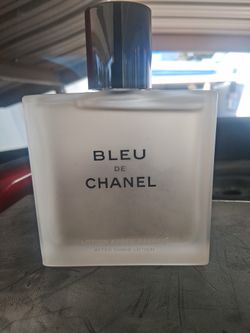 BLEU
DE
CHANEL
AFTER SHAVE LOTION